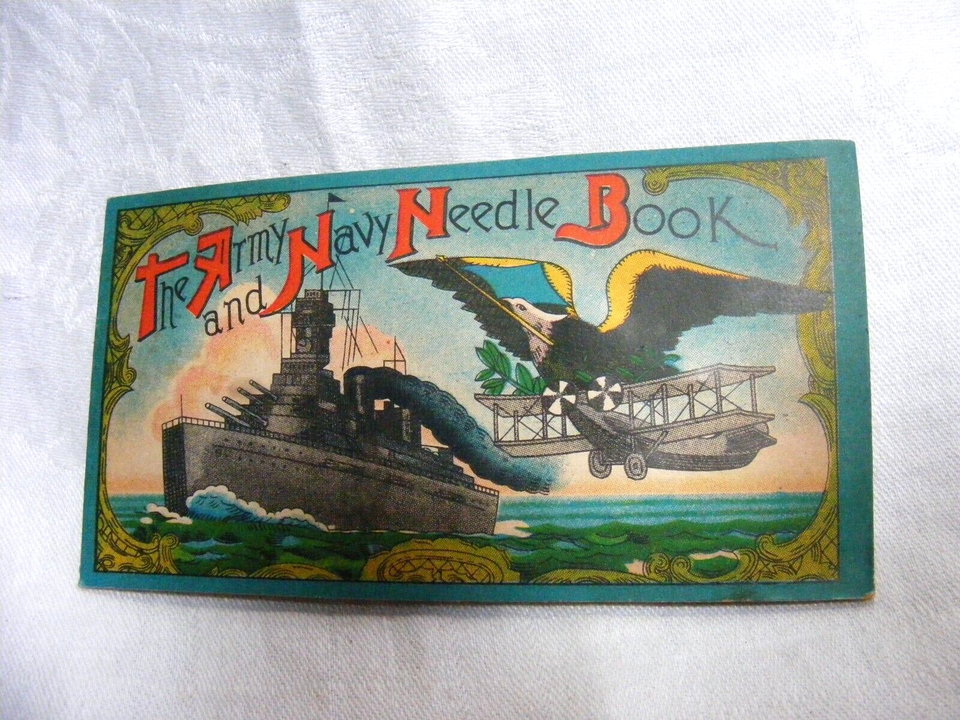 The Army Navy Needle Book
and